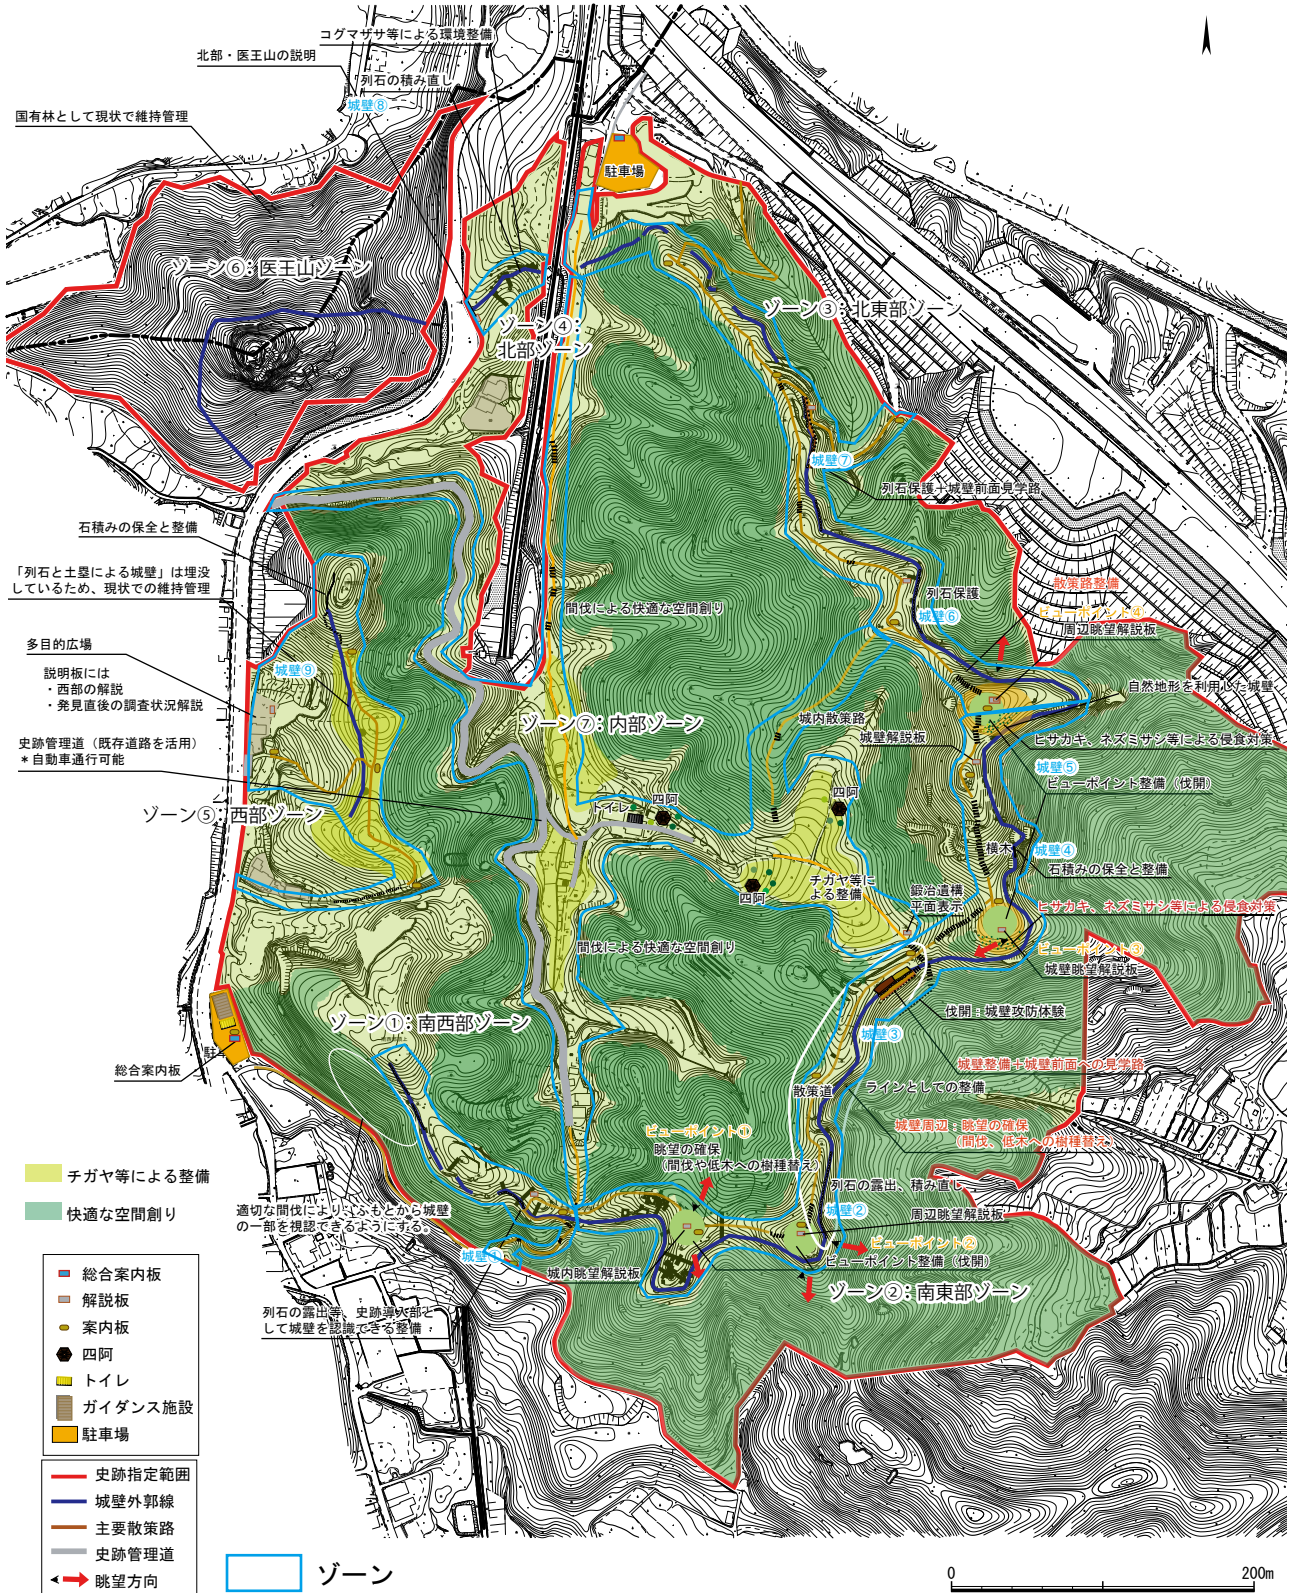 コグマザサ等による環境整備
北部・医王山の説明
列石の積み直し
城壁⑧
国有林として現状で維持管理
駐車場
ゾーン⑥：医王山ゾーン
ゾーン③：北東部ゾーン
ゾーン④：
北部ゾーン
城壁⑦
列石保護＋城壁前面見学路
石積みの保全と整備
「列石と土塁による城壁」は埋没
しているため、現状での維持管理
散策路整備
列石保護
間伐による快適な空間創り
城壁⑥
ビューポイント④
周辺眺望解説板
多目的広場
説明板には
・西部の解説
・発見直後の調査状況解説
城壁⑨
自然地形を利用した城壁
ゾーン⑦：内部ゾーン
城内散策路
城壁解説板
ヒサカキ、ネズミサシ等による侵食対策
史跡管理道（既存道路を活用）
＊自動車通行可能
城壁⑤
ビューポイント整備（伐開）
四阿
四阿
トイレ
ゾーン⑤：西部ゾーン
横木
城壁④
石積みの保全と整備
チガヤ等に
よる整備
四阿
鍛冶遺構
平面表示
ヒサカキ、ネズミサシ等による侵食対策
間伐による快適な空間創り
ビューポイント③
城壁眺望解説板
伐開：城壁攻防体験
ゾーン①：南西部ゾーン
城壁③
駐
総合案内板
城壁整備＋城壁前面への見学路
散策道
ラインとしての整備
城壁周辺：眺望の確保
（間伐、低木への樹種替え）
ビューポイント①
眺望の確保
（間伐や低木への樹種替え）
チガヤ等による整備
列石の露出、積み直し
快適な空間創り
適切な間伐により、ふもとから城壁
の一部を視認できるようにする。
城壁②
周辺眺望解説板
ビューポイント②
城壁①
ビューポイント整備（伐開）
城内眺望解説板
ゾーン②：南東部ゾーン
列石の露出等、史跡導入部と
して城壁を認識できる整備
総合案内板
解説板
案内板
四阿
トイレ
ガイダンス施設
駐車場
史跡指定範囲
城壁外郭線
主要散策路
史跡管理道
眺望方向
ゾーン
0
200m